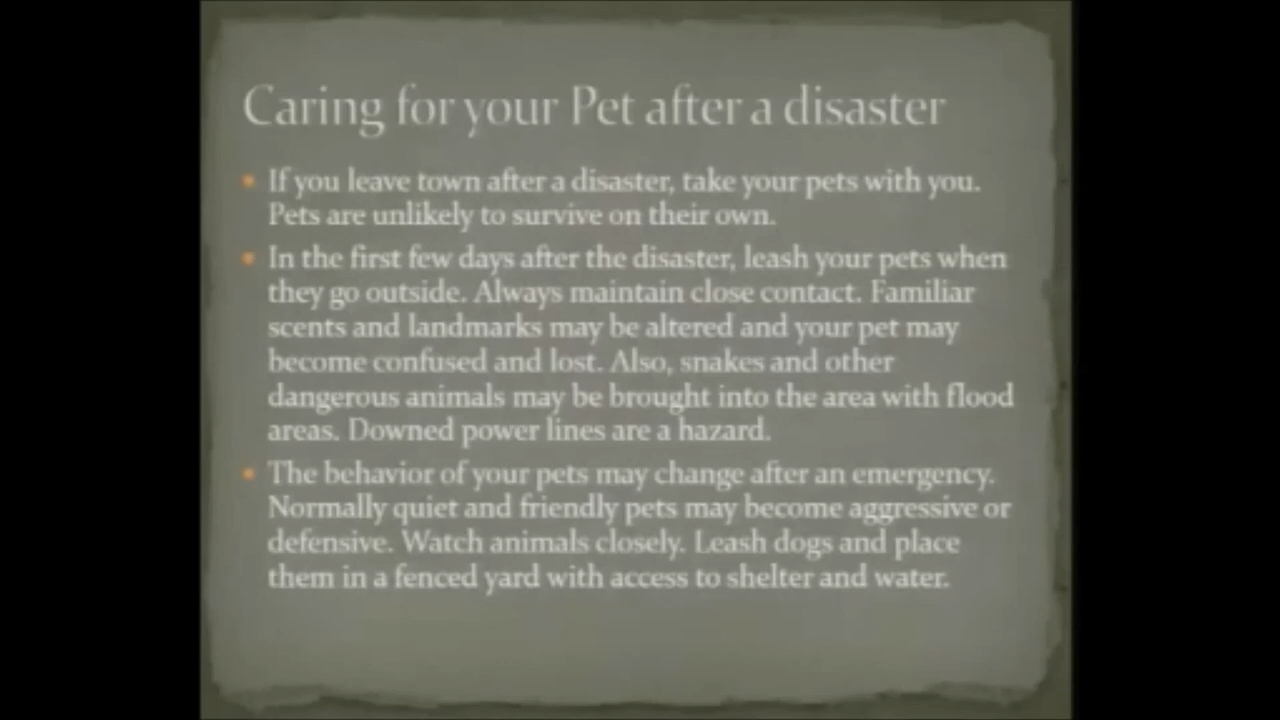 Caring for your Pet after a disaster
If you leave town after a disaster, take your pets with you.
Pets are unlikely to survive on their own.
In the first few days after the disaster, leash your pets when
they go outside. Always maintain close contact. Familiar
scents and landmarks may be altered and your pet may
become confused and lost. Also, snakes and other
dangerous animals may be brought into the area with flood
areas. Downed power lines are a hazard.
The behavior of your pets may change after an emergency.
Normally quiet and friendly pets may become aggressive or
defensive. Watch animals closely. Leash dogs and place
them in a fenced yard with access to shelter and water.